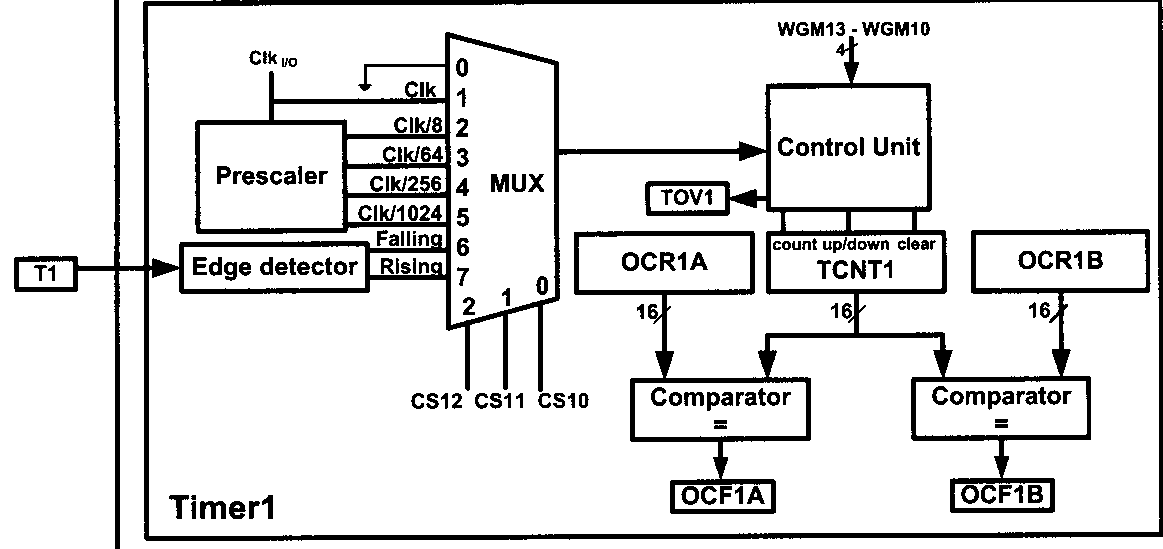 WGM13 - WGM10
4
Clk I/O
0
Clk
1
Clk/8
2
Clk/64
3
Clk/256
4
Clk/1024
5
Falling
6
Rising
7
Prescaler
MUX
Control Unit
TOV1
T1
Edge detector
2
1
0
OCR1A
count up/down clear
TCNT1
OCR1B
16
16
16
CS12 CS11 CS10
Comparator
=
Comparator
=
OCF1A
OCF1B
Timer1